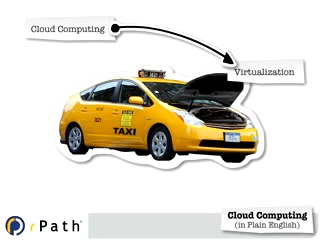 Cloud Computing
Virtualization
TAXI
rPath
Cloud Computing
(in Plain English)